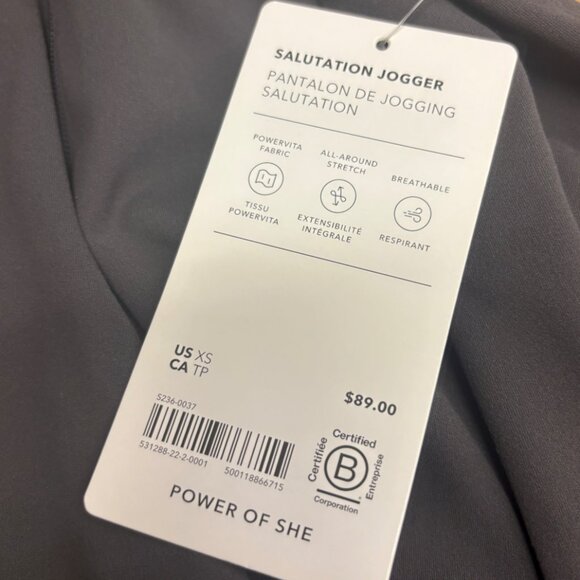 SALUTATION JOGGER
PANTALON DE JOGGING
SALUTATION
POWERVITA
FABRIC
ALL-AROUND
STRETCH
BREATHABLE
TISSU
POWERVITA
EXTENSIBILITÉ
INTÉGRALE
RESPIRANT
US XS
CA TP
$89.00
S236-0037
531288-22-2-0001
500118866715
Certified
Certifiée
B
Entreprise
Corporation
POWER OF SHE